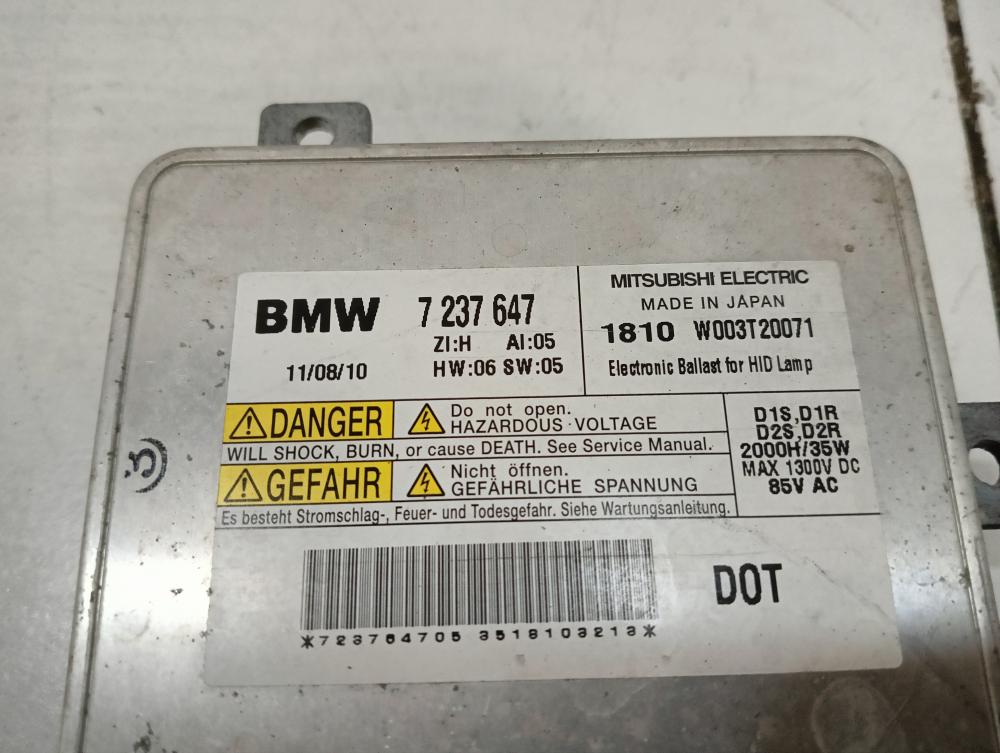 BMW 7 237 647
ZI:H AI:05
11/08/10 HW:06 SW:05
MITSUBISHI ELECTRIC
MADE IN JAPAN
1810 W003T20071
Electronic Ballast for HID Lamp
DANGER Do not open.
HAZARDOUS VOLTAGE
WILL SHOCK, BURN, or cause DEATH. See Service Manual.
GEFAHR Nicht öffnen.
GEFÄHRLICHE SPANNUNG
Es besteht Stromschlag-, Feuer- und Todesgefahr. Siehe Wartungsanleitung.
D1S,D1R
D2S,D2R
2000H/35W
MAX 1300V DC
85V AC
*723764705 3518103213*
DOT